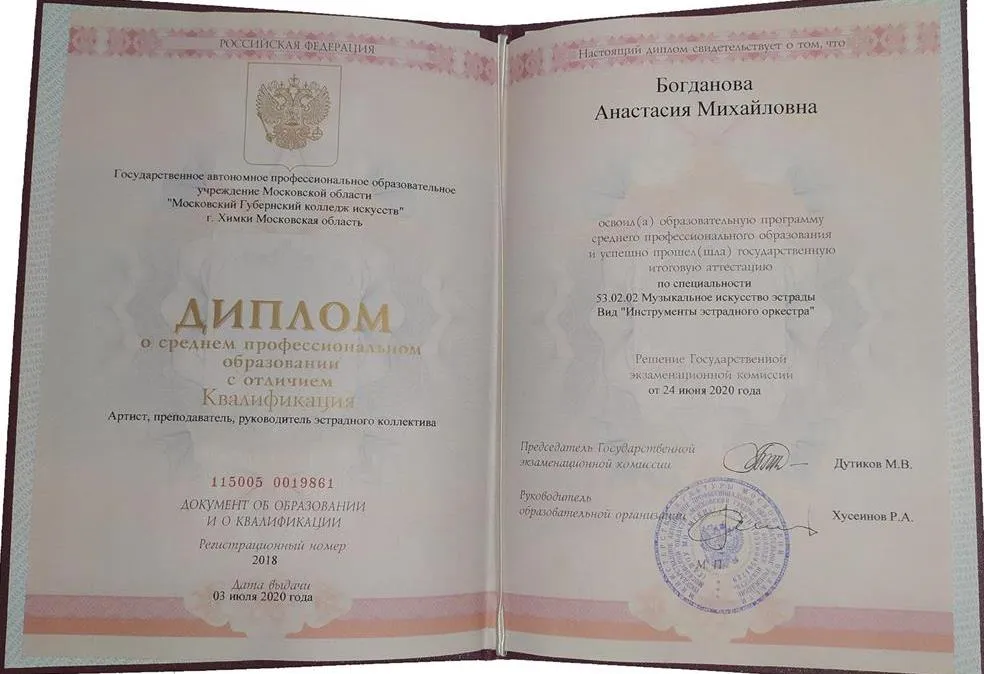 РОССИЙСКАЯ ФЕДЕРАЦИЯ
Государственное автономное профессиональное образовательное
учреждение Московской области
"Московский Губернский колледж искусств"
г. Химки Московская область
ДИПЛОМ
о среднем профессиональном
образовании
с отличием
Квалификация
Артист, преподаватель, руководитель эстрадного коллектива
115005 0019861
ДОКУМЕНТ ОБ ОБРАЗОВАНИИ
И О КВАЛИФИКАЦИИ
Регистрационный номер
2018
Дата выдачи
03 июля 2020 года
Настоящий диплом свидетельствует о том, что
Богданова
Анастасия Михайловна
освоил(а) образовательную программу
среднего профессионального образования
и успешно прошел(шла) государственную
итоговую аттестацию
по специальности
53.02.02 Музыкальное искусство эстрады
Вид "Инструменты эстрадного оркестра"
Решение Государственной
экзаменационной комиссии
от 24 июня 2020 года
Председатель Государственной
экзаменационной комиссии
Дутиков М.В.
Руководитель
образовательной организации
Хусеинов Р.А.
М.П.